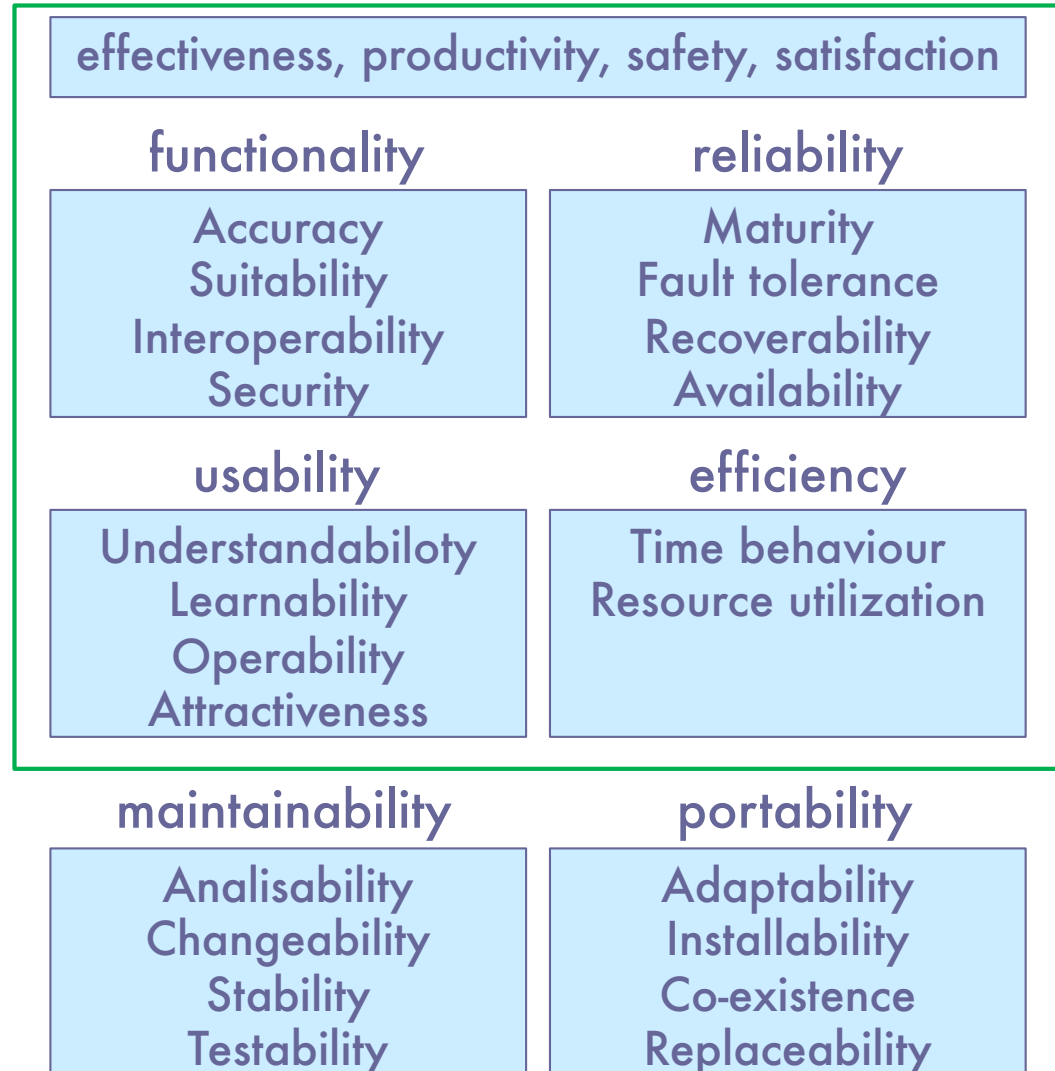 effectiveness, productivity, safety, satisfaction
functionality
Accuracy
Suitability
Interoperability
Security
reliability
Maturity
Fault tolerance
Recoverability
Availability
usability
Understandabiloty
Learnability
Operability
Attractiveness
efficiency
Time behaviour
Resource utilization
maintainability
Analisability
Changeability
Stability
Testability
portability
Adaptability
Installability
Co-existence
Replaceability